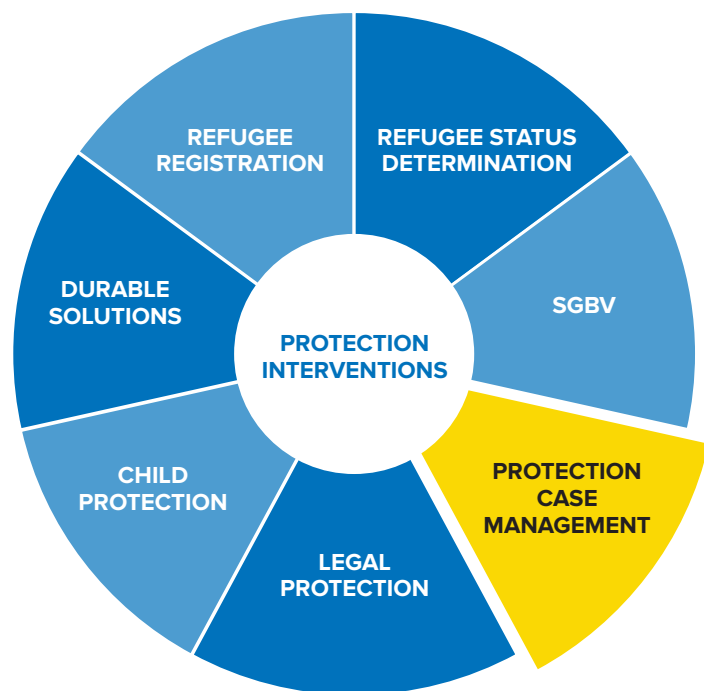 REFUGEE
REGISTRATION
REFUGEE STATUS
DETERMINATION
DURABLE
SOLUTIONS
SGBV
PROTECTION
INTERVENTIONS
CHILD
PROTECTION
PROTECTION
CASE
MANAGEMENT
LEGAL
PROTECTION